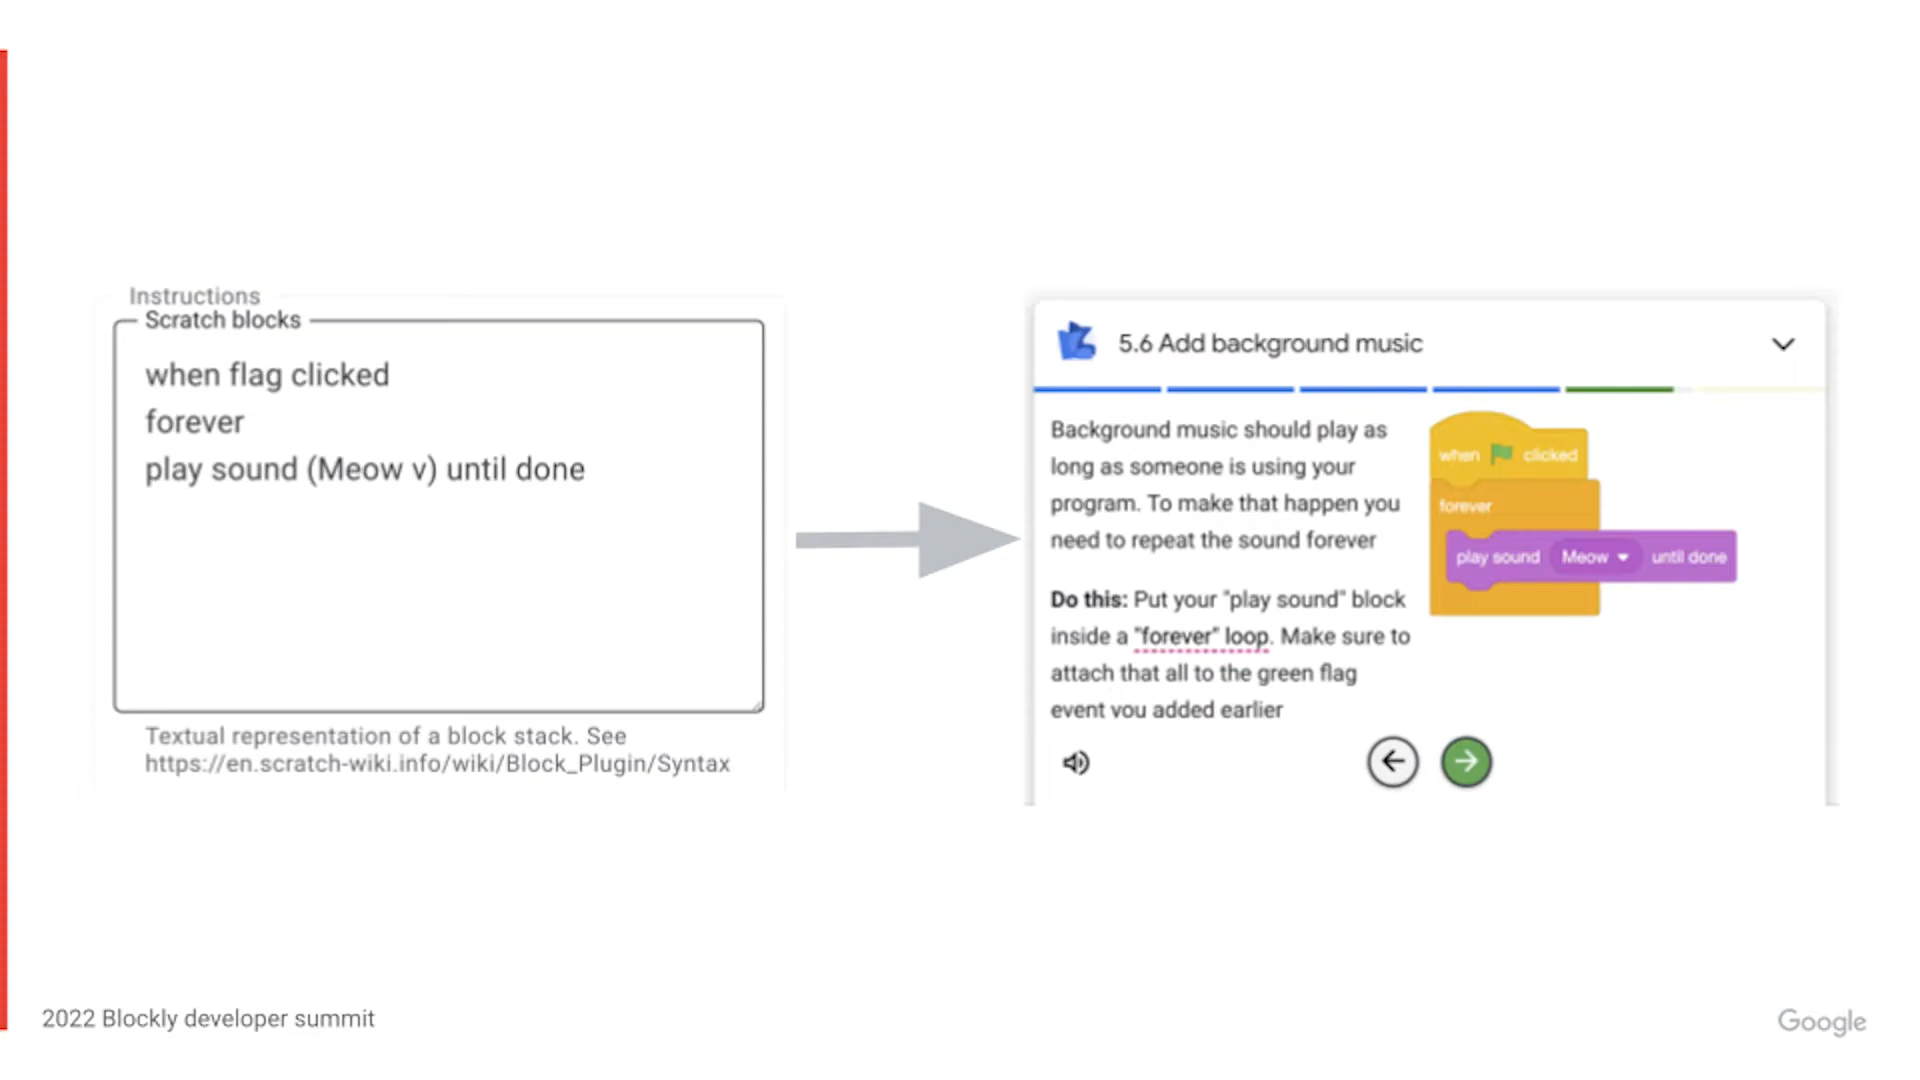 Instructions
Scratch blocks
when flag clicked
forever
play sound (Meow v) until done
Textual representation of a block stack. See
https://en.scratch-wiki.info/wiki/Block_Plugin/Syntax
5.6 Add background music
Background music should play as
long as someone is using your
program. To make that happen you
need to repeat the sound forever
Do this: Put your "play sound" block
inside a "forever" loop. Make sure to
attach that all to the green flag
event you added earlier
when clicked
forever
play sound Meow until done
2022 Blockly developer summit
Google